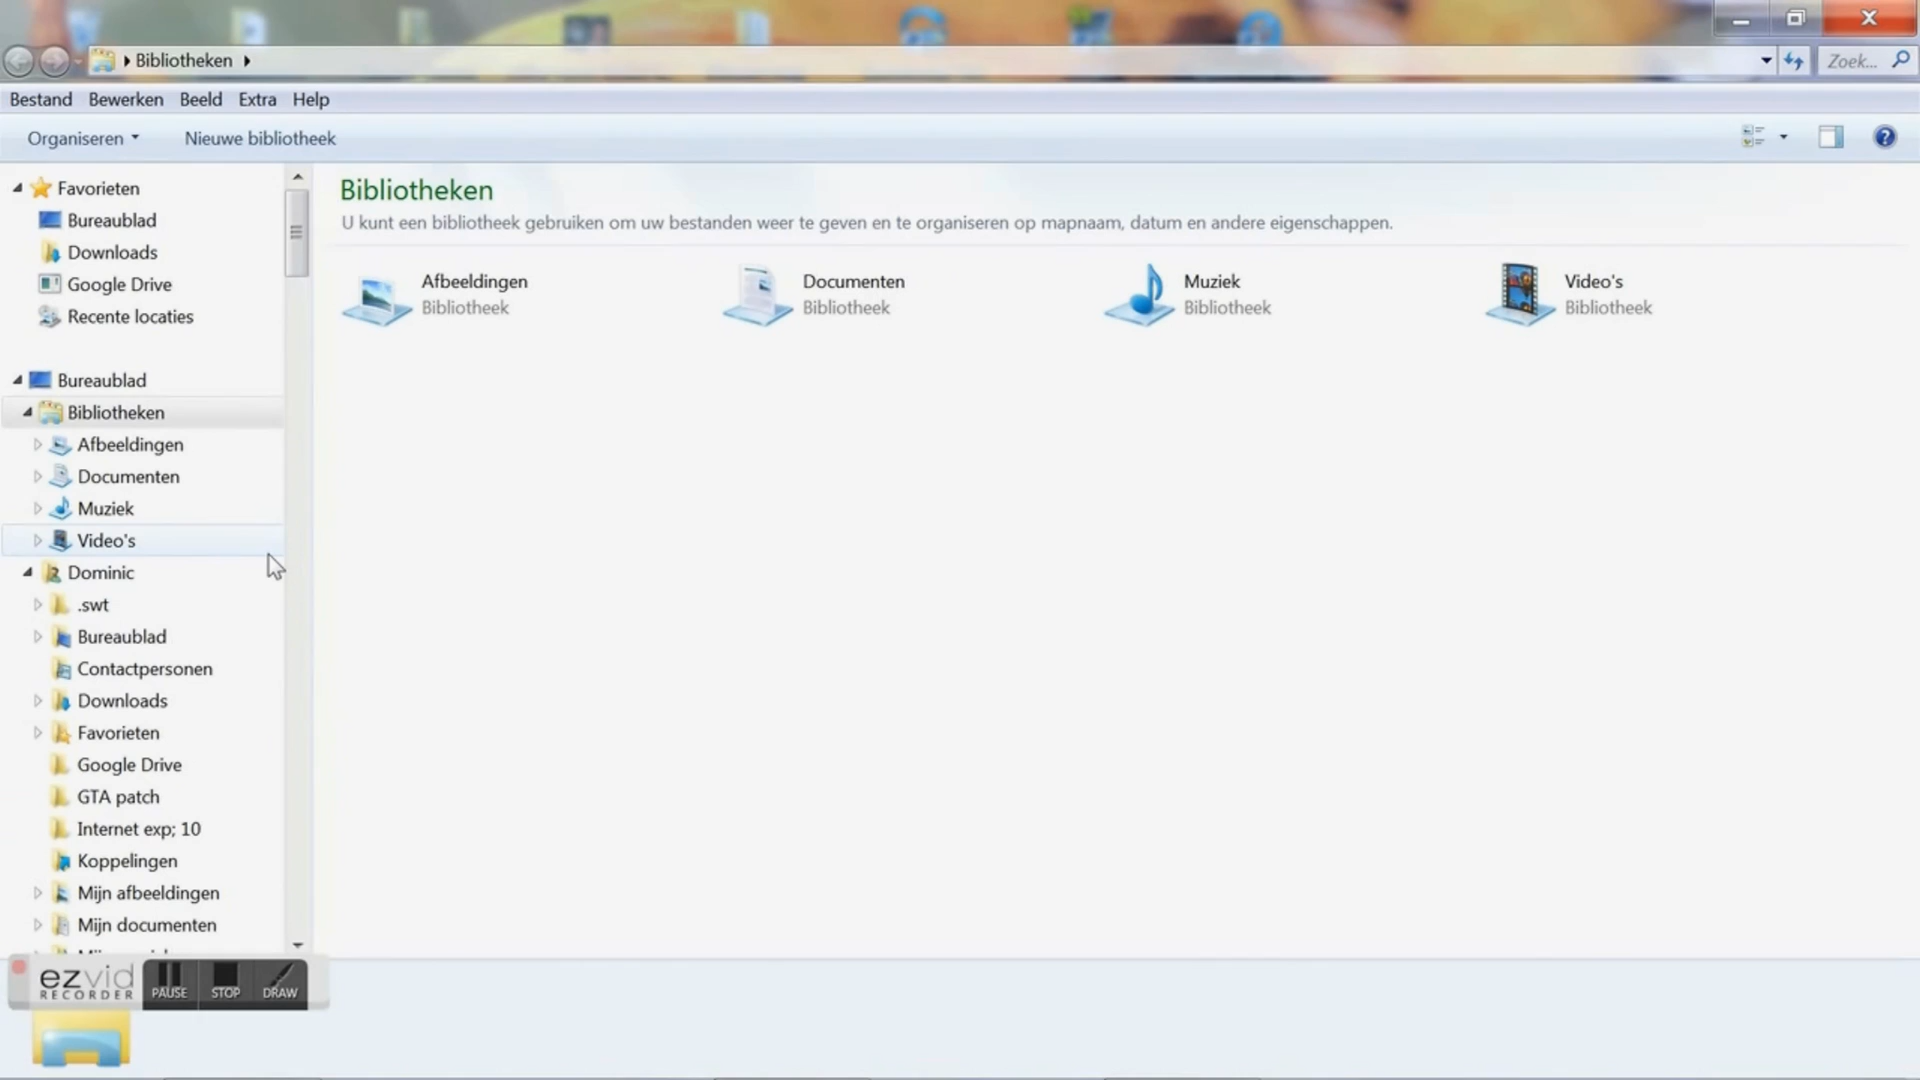 Bibliotheken
Zoek...
Bestand Bewerken Beeld Extra Help
Organiseren Nieuwe bibliotheek
Favorieten
Bureaublad
Downloads
Google Drive
Recente locaties
Bureaublad
Bibliotheken
Afbeeldingen
Documenten
Muziek
Video's
Dominic
.swt
Bureaublad
Contactpersonen
Downloads
Favorieten
Google Drive
GTA patch
Internet exp; 10
Koppelingen
Mijn afbeeldingen
Mijn documenten
Bibliotheken
U kunt een bibliotheek gebruiken om uw bestanden weer te geven en te organiseren op mapnaam, datum en andere eigenschappen.
Afbeeldingen
Bibliotheek
Documenten
Bibliotheek
Muziek
Bibliotheek
Video's
Bibliotheek
ezvid
RECORDER
PAUSE STOP DRAW